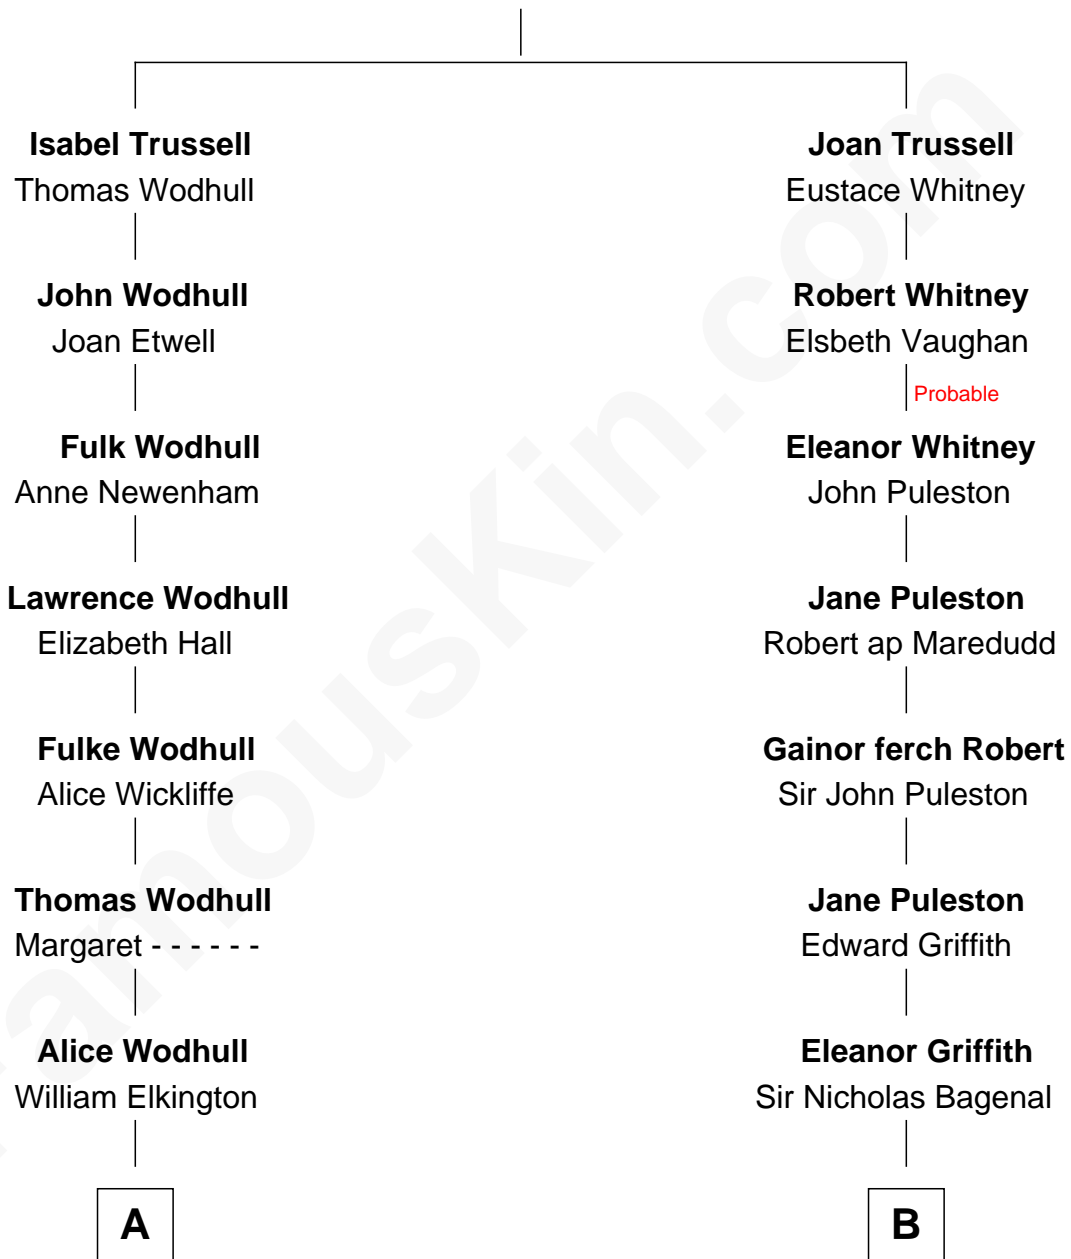 Isabel Trussell
Thomas Wodhull
John Wodhull
Joan Etwell
Fulk Wodhull
Anne Newenham
Lawrence Wodhull
Elizabeth Hall
Fulke Wodhull
Alice Wickliffe
Thomas Wodhull
Margaret - - - - - -
Alice Wodhull
William Elkington
A
Joan Trussell
Eustace Whitney
Robert Whitney
Elsbeth Vaughan
Probable
Eleanor Whitney
John Puleston
Jane Puleston
Robert ap Maredudd
Gainor ferch Robert
Sir John Puleston
Jane Puleston
Edward Griffith
Eleanor Griffith
Sir Nicholas Bagenal
B
FamousKin.com